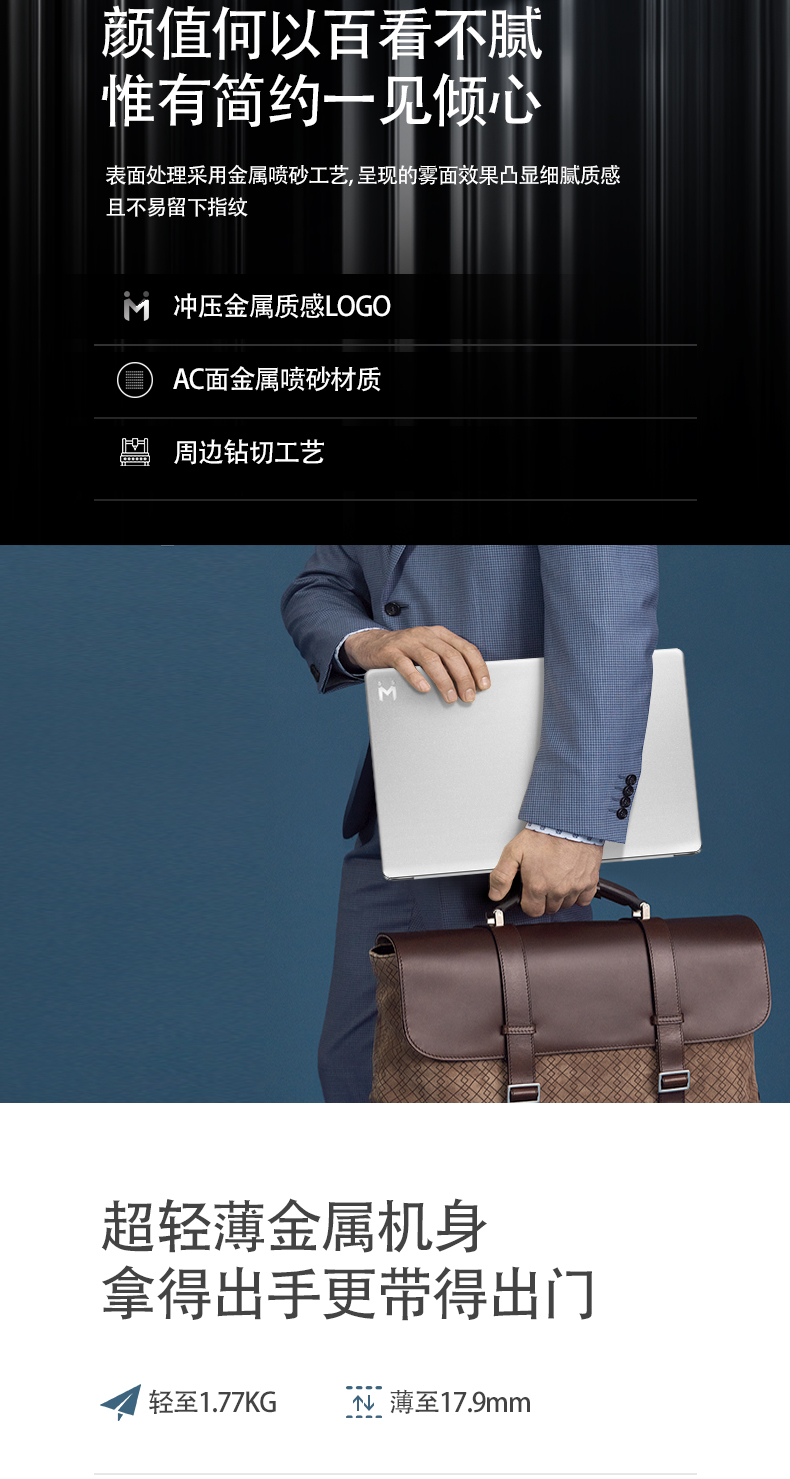 颜值何以百看不腻
惟有简约一见倾心
表面处理采用金属喷砂工艺, 呈现的雾面效果凸显细腻质感
且不易留下指纹
冲压金属质感LOGO
AC面金属喷砂材质
周边钻切工艺
超轻薄金属机身
拿得出手更带得出门
轻至1.77KG
薄至17.9mm